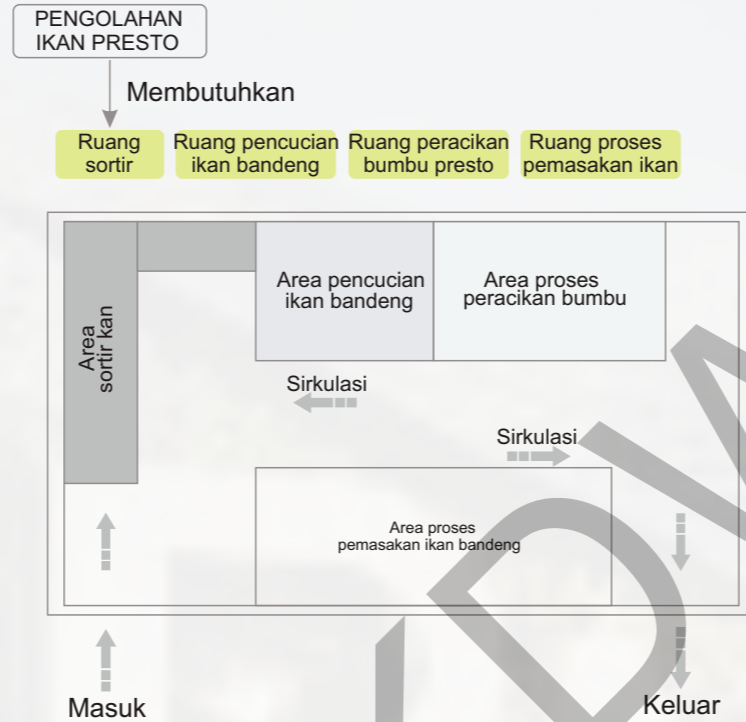 PENGOLAHAN
IKAN PRESTO
Membutuhkan
Ruang
sortir
Ruang pencucian
ikan bandeng
Ruang peracikan
bumbu presto
Ruang proses
pemasakan ikan
Area
sortir kan
Area pencucian
ikan bandeng
Area proses
peracikan bumbu
Sirkulasi
Sirkulasi
Area proses
pemasakan ikan bandeng
Masuk
Keluar